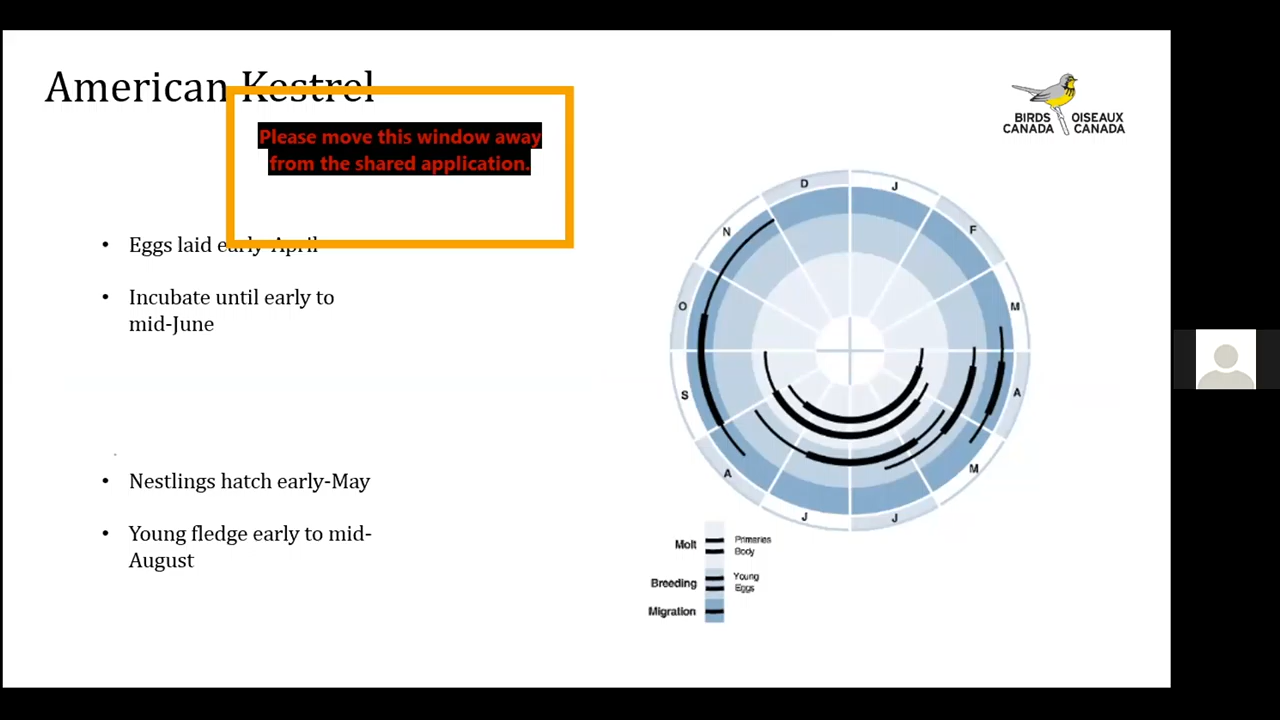 American Kestrel
Please move this window away
from the shared application.
BIRDS OISEAUX
CANADA CANADA
• Eggs laid early-April
• Incubate until early to
mid-June
• Nestlings hatch early-May
• Young fledge early to mid-
August
D J
N F
O M
S A
A M
J J
Molt Primaries
Body
Breeding Young
Eggs
Migration